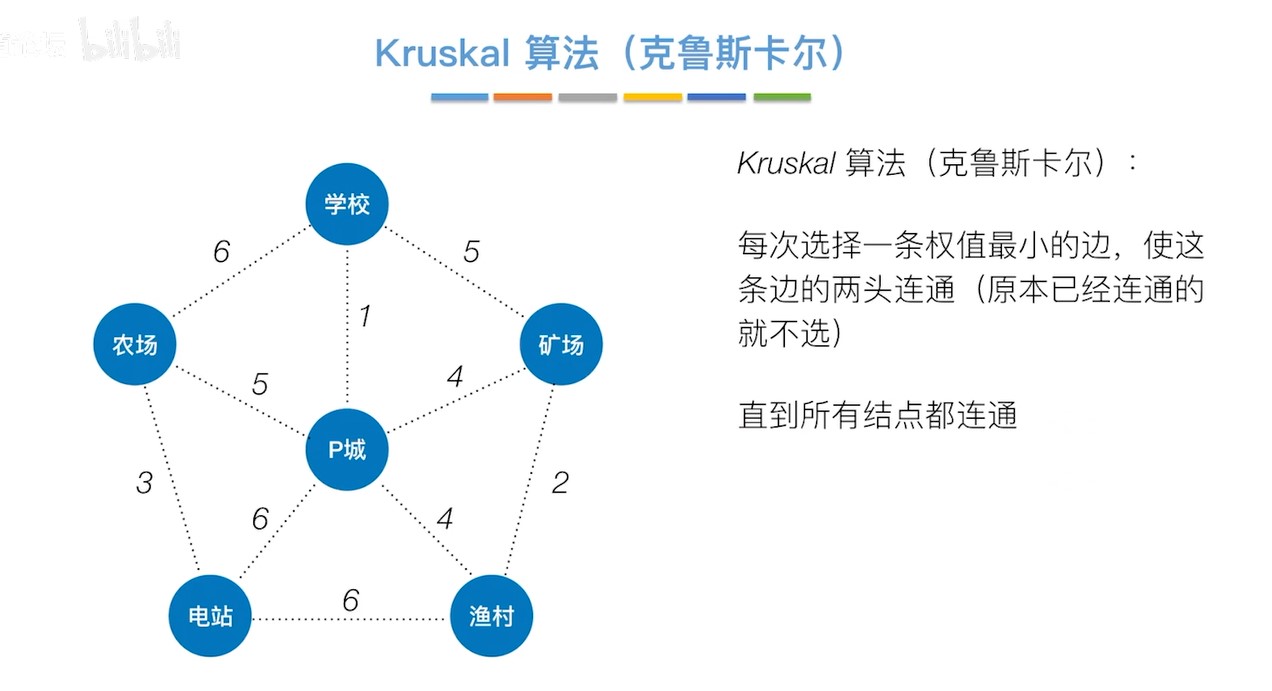 bilibili
Kruskal 算法（克鲁斯卡尔）
Kruskal 算法（克鲁斯卡尔）:
每次选择一条权值最小的边，使这
条边的两头连通（原本已经连通的
就不选）
直到所有结点都连通
学校
6
5
1
农场
矿场
5
4
P城
3
2
6
4
6
电站
渔村